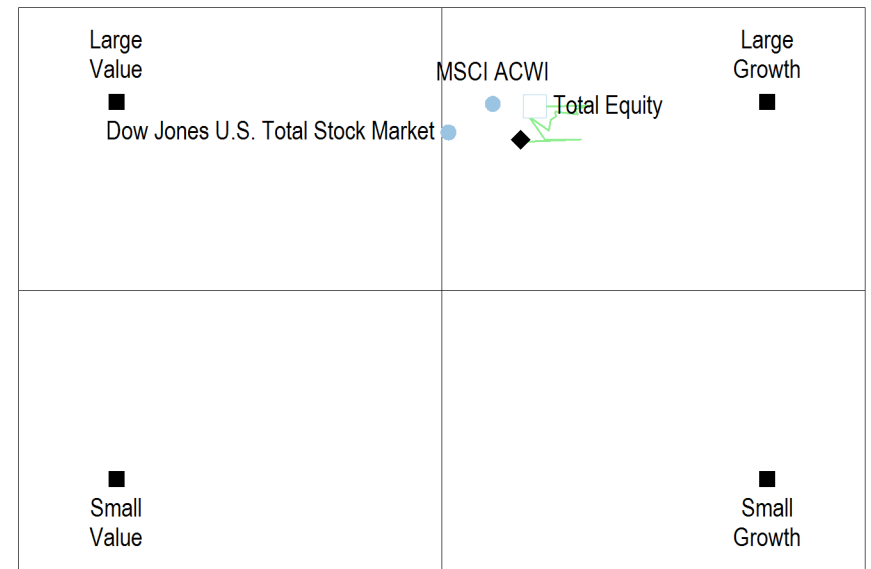 Large
Value
Large
Growth
MSCI ACWI
Total Equity
Dow Jones U.S. Total Stock Market
Small
Value
Small
Growth